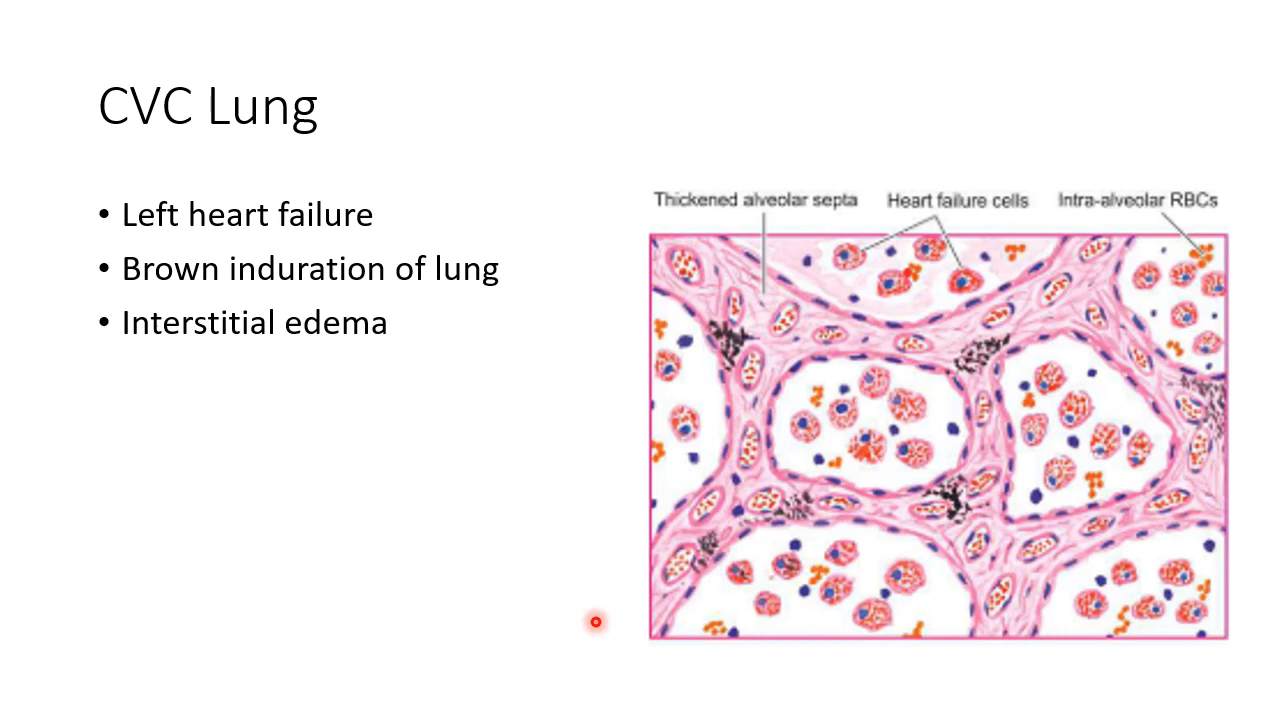 CVC Lung
• Left heart failure
• Brown induration of lung
• Interstitial edema
Thickened alveolar septa
Heart failure cells
Intra-alveolar RBCs